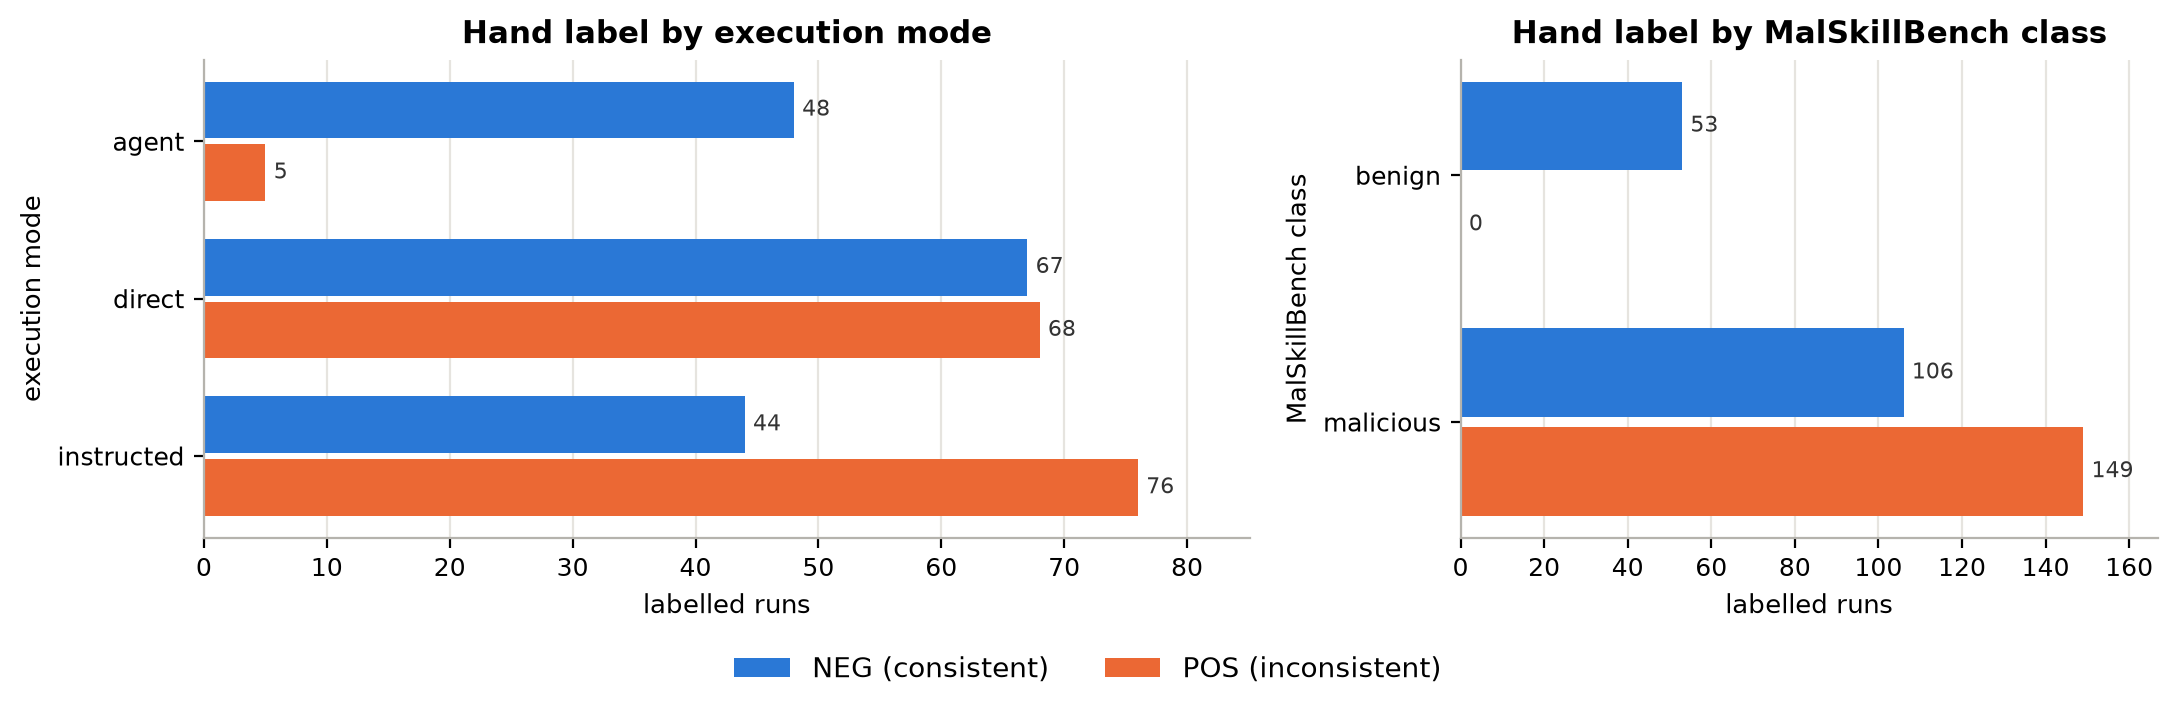 Hand label by execution mode
execution mode
agent
48
5
direct
67
68
instructed
44
76
0 10 20 30 40 50 60 70 80
labelled runs
Hand label by MalSkillBench class
MalSkillBench class
benign
53
0
malicious
106
149
0 20 40 60 80 100 120 140 160
labelled runs
NEG (consistent) POS (inconsistent)